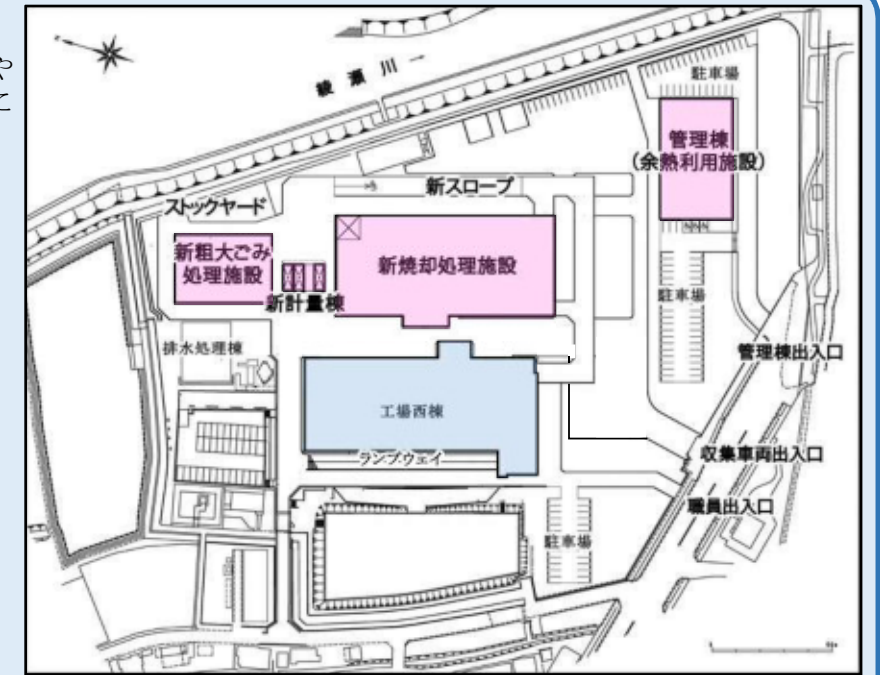 や
こ
綾瀬川 →
駐車場
管理棟
(余熱利用施設)
新スロープ
ストックヤード
新粗大ごみ
処理施設
新焼却処理施設
新計量棟
駐車場
排水処理棟
管理棟出入口
工場西棟
ランプウェイ
収集車両出入口
職員出入口
駐車場